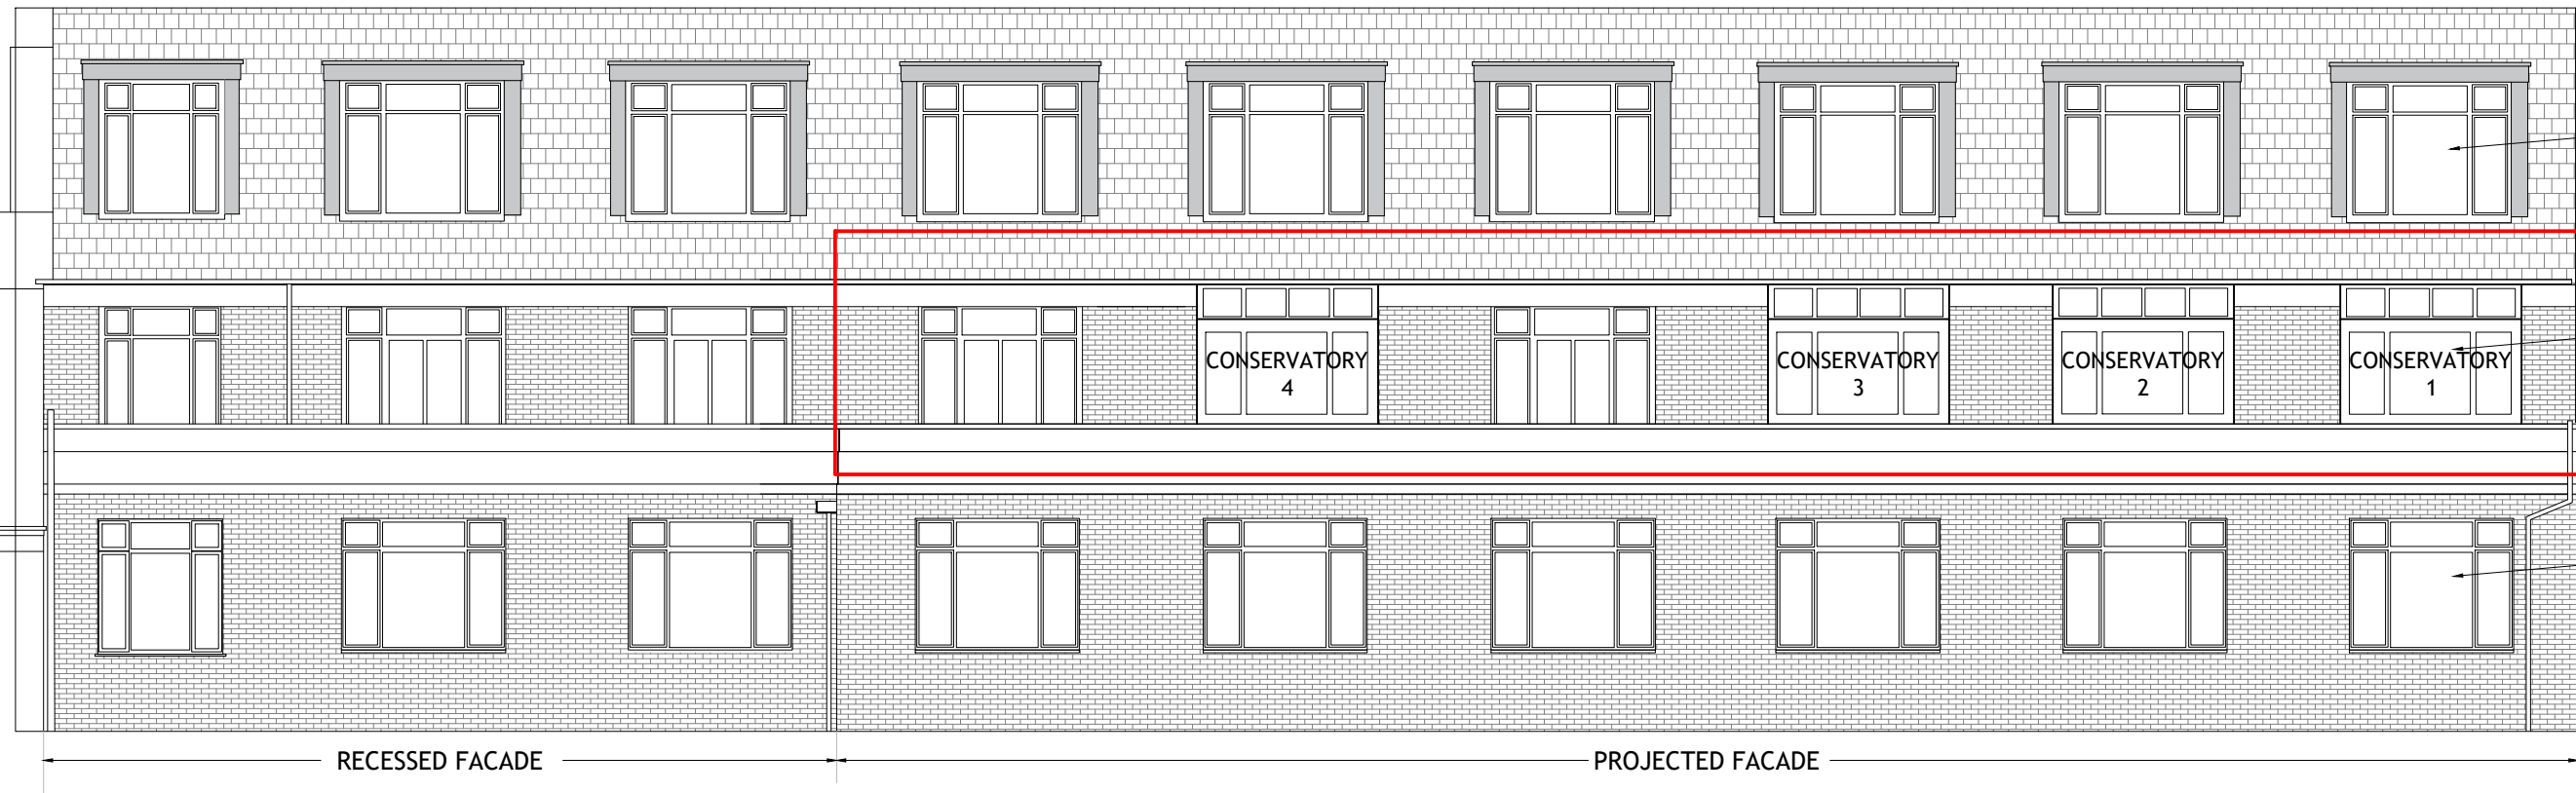 CONSERVATORY
4
CONSERVATORY
3
CONSERVATORY
2
CONSERVATORY
1
RECESSED FACADE
PROJECTED FACADE